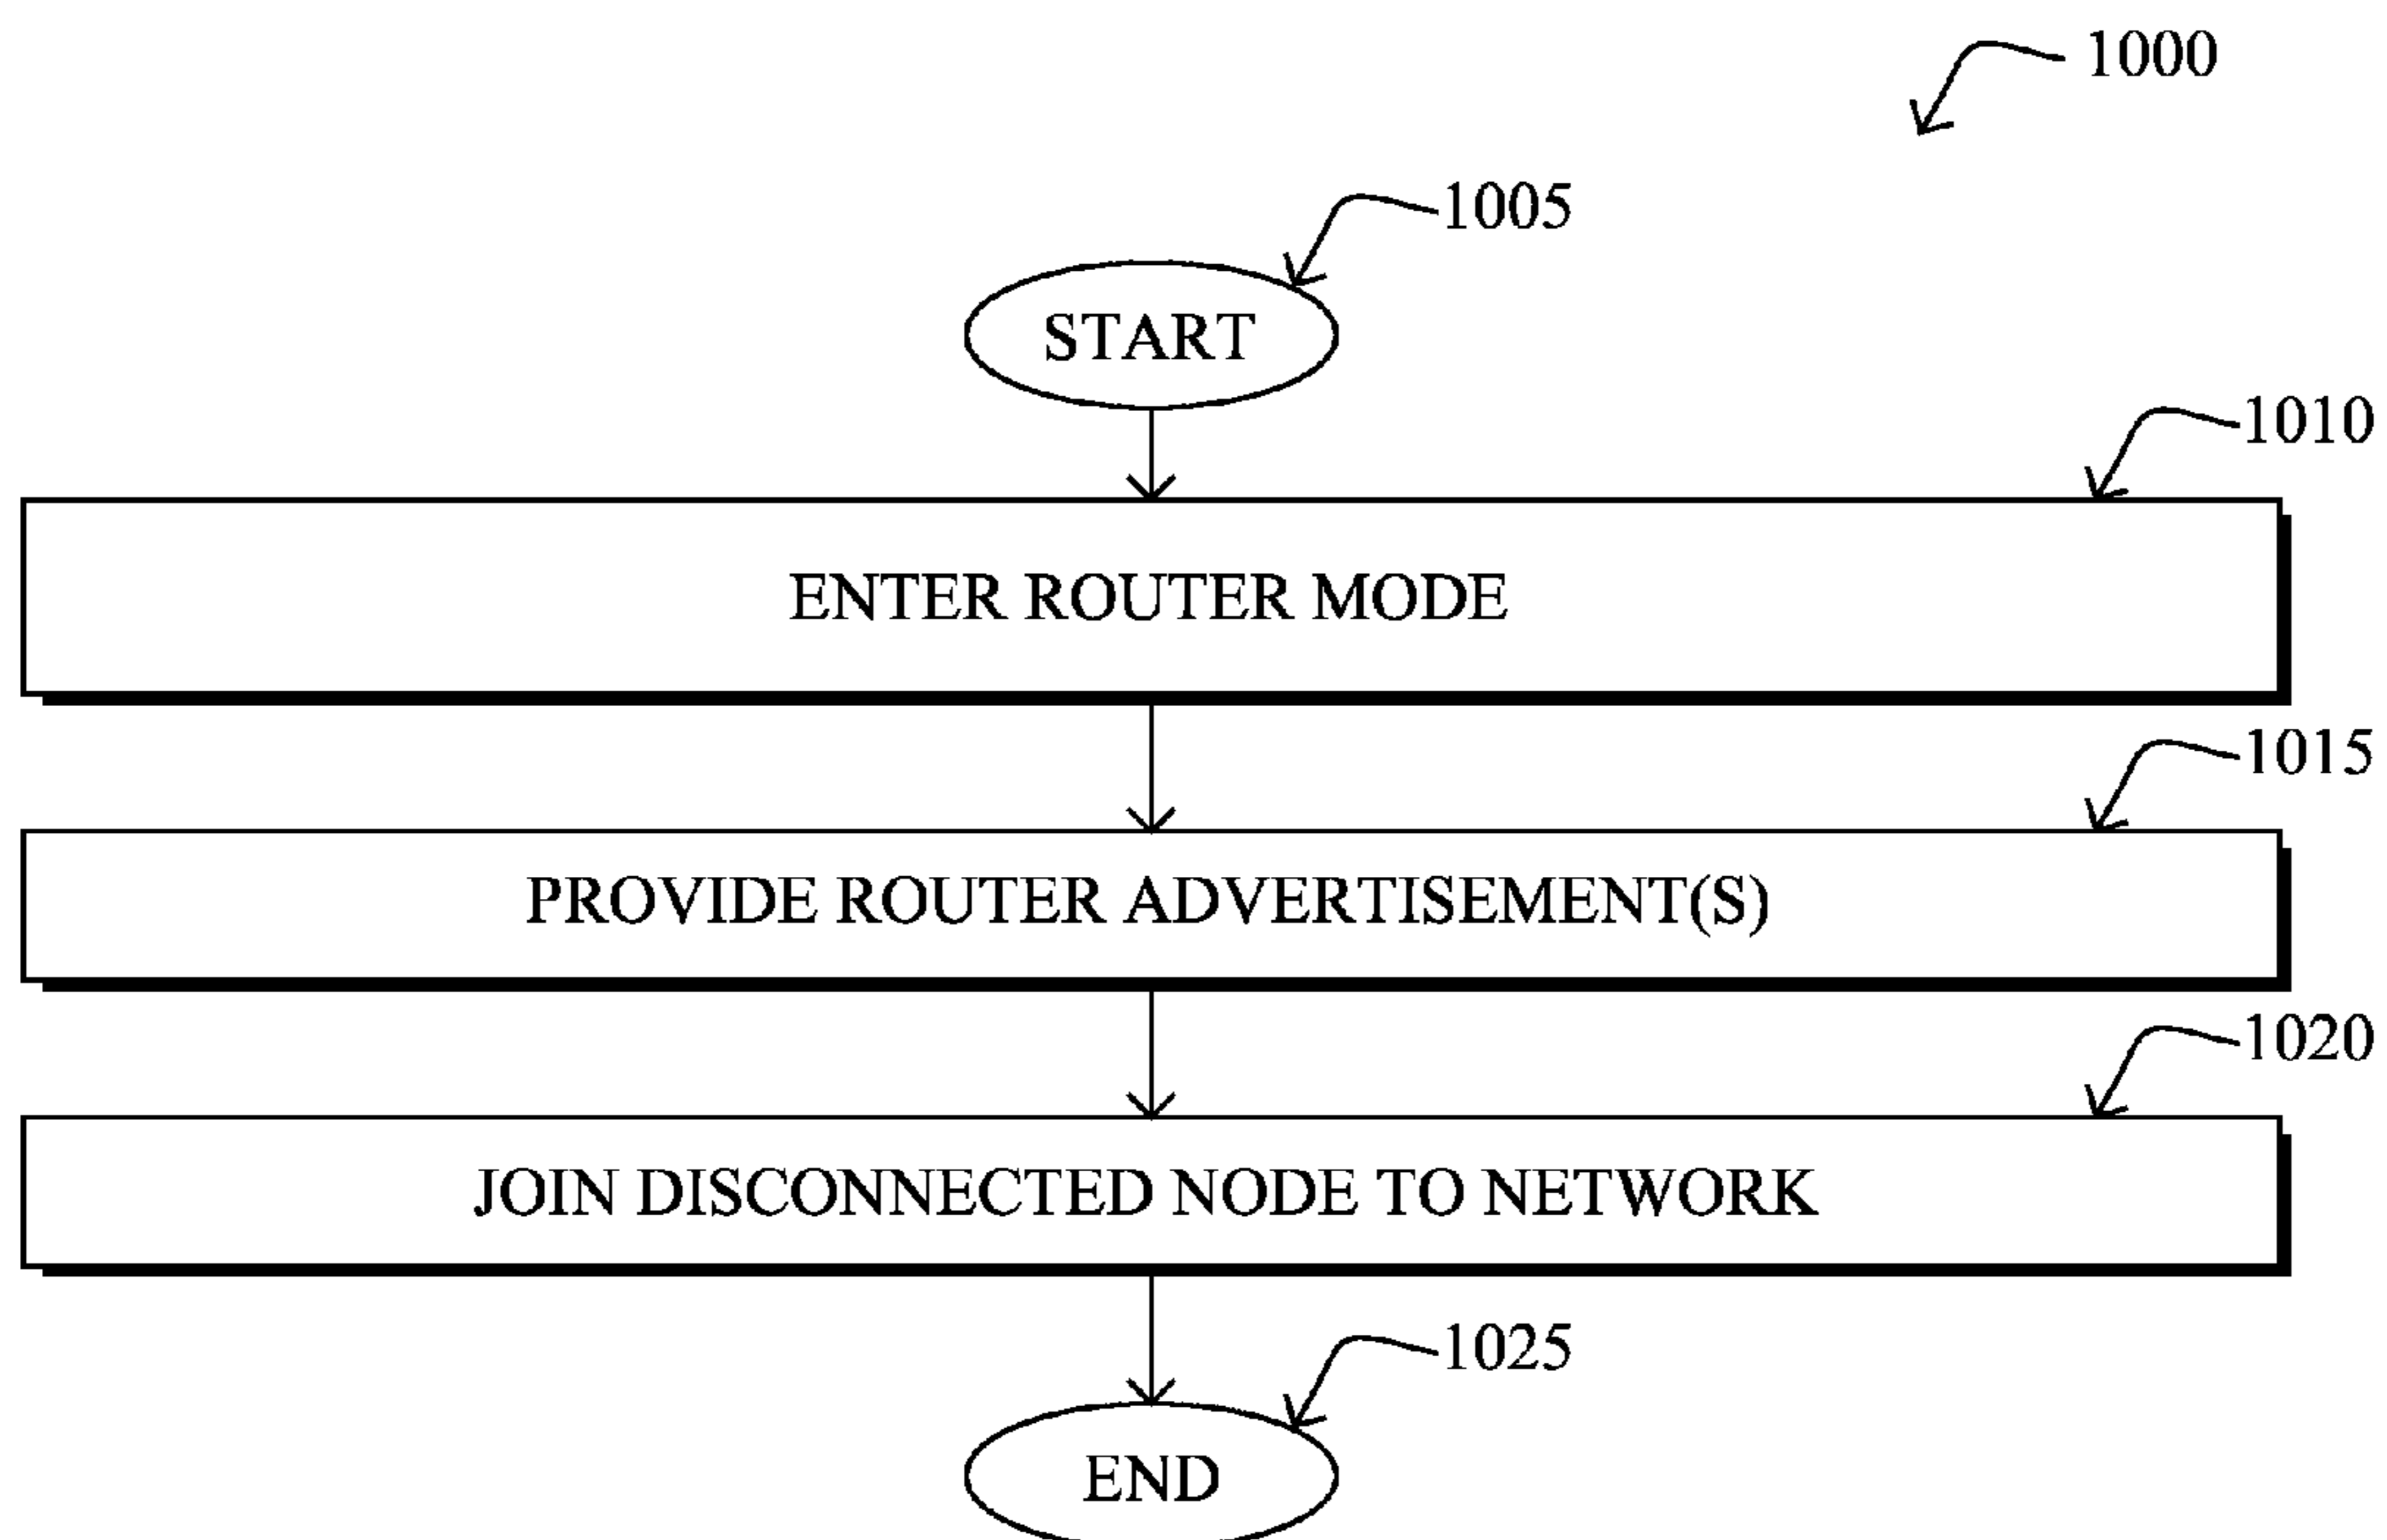 1000
1005
START
1010
ENTER ROUTER MODE
1015
PROVIDE ROUTER ADVERTISEMENT(S)
1020
JOIN DISCONNECTED NODE TO NETWORK
1025
END